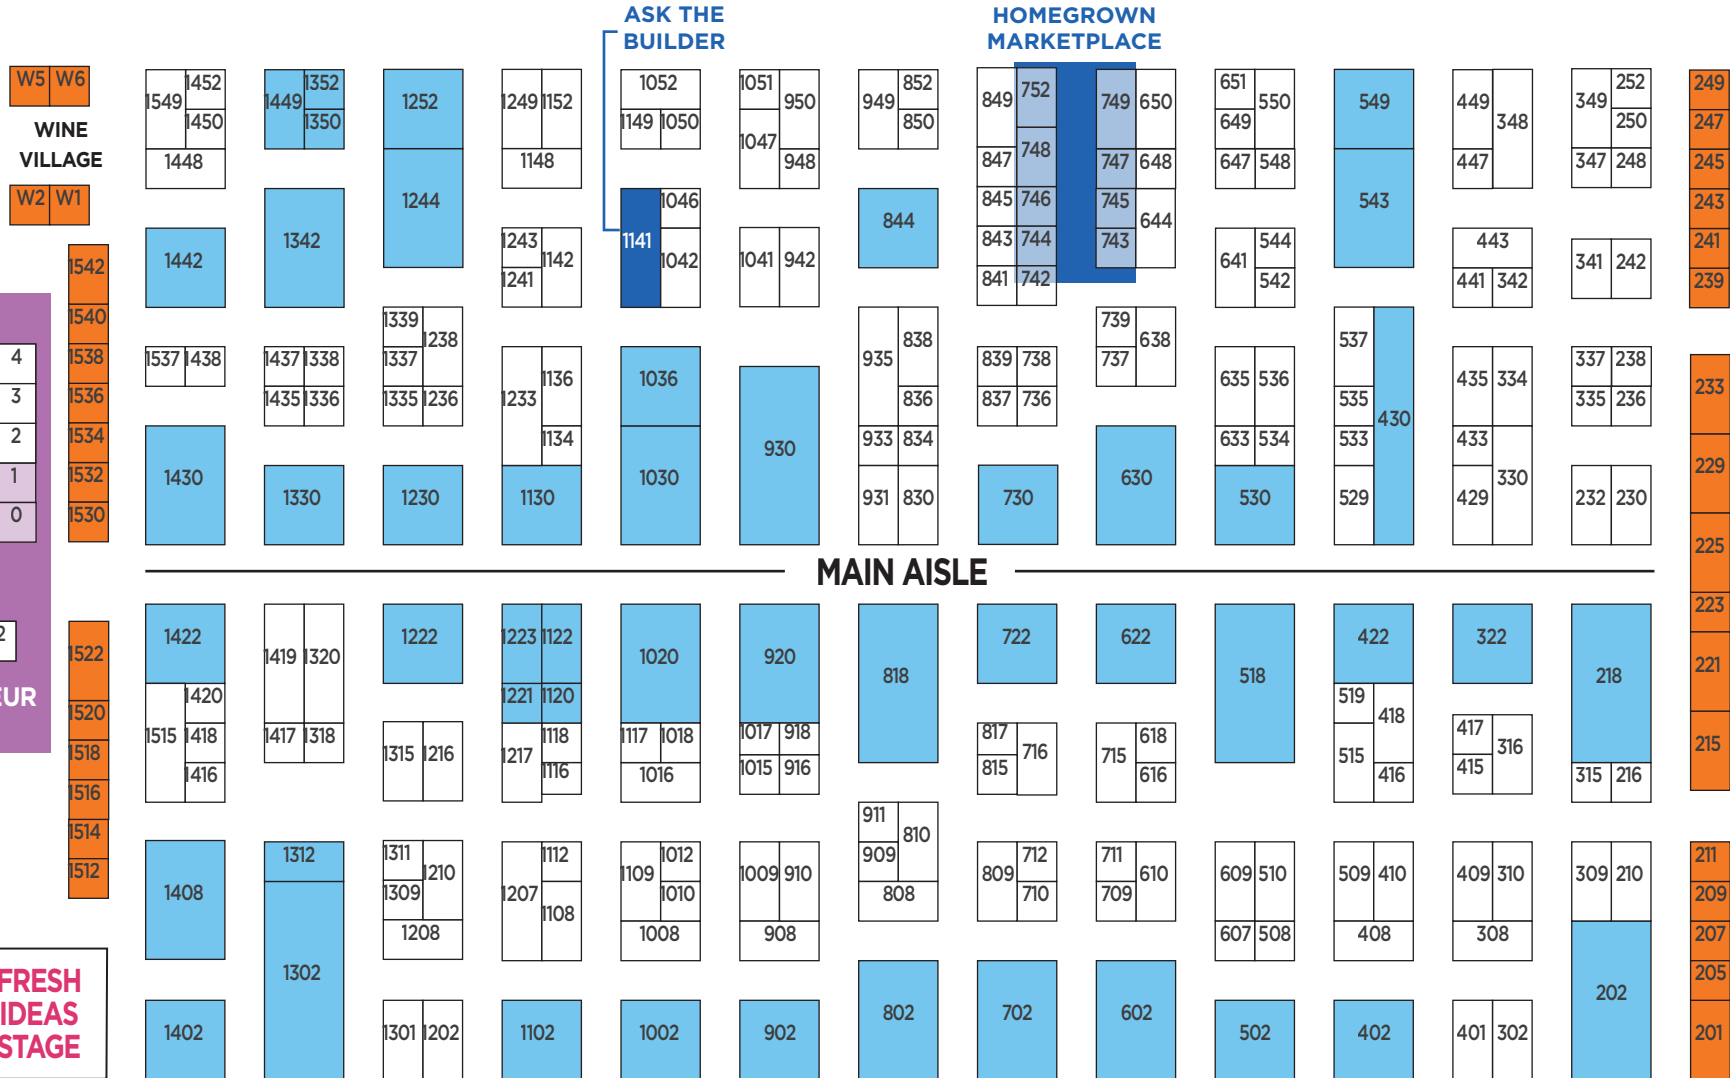 ASK THE
BUILDER
HOMEGROWN
MARKETPLACE
W5 W6
WINE
VILLAGE
W2 W1
1549 1452 1449 1352 1252 1249 1152 1052 1051 950 949 852 849 752 749 650 651 550 549 449 348 349 252 249
1450 1350 1149 1050 1047 850 649 250 247
1448 1148 948 847 748 747 648 647 548 447 347 248 245
1442 1342 1244 1243 1142 1141 1046 844 845 746 745 644 543 243
1241 1042 1041 942 843 744 743 641 544 443 341 242 241
841 742 542 441 342 239
1542
1540 1339 1238 935 838 739 638 537
4 1538 1537 1438 1437 1338 1337 1233 1136 1036 839 738 737 635 536 435 334 337 238 233
3 1536 1435 1336 1335 1236 836 837 736 535 430 335 236
2 1534 1134 933 834 633 534 533 433
1 1532 1430 1030 930 630 330 229
0 1530 1330 1230 1130 931 830 730 530 529 429 232 230
MAIN AISLE
225
223
2
EUR
1522 1422 1419 1320 1222 1223 1122 1020 920 818 722 622 518 422 322 218 221
1520 1420 1221 1120 519 418
1518 1515 1418 1417 1318 1315 1216 1217 1118 1117 1018 1017 918 817 716 715 618 515 417 316 215
1516 1416 1116 1016 1015 916 815 616 416 415 315 216
1514 911 810
1512 1408 1312 1311 1210 1207 1112 1109 1012 1009 910 909 809 712 711 610 609 510 509 410 409 310 309 210 211
1309 1108 1010 808 710 709 209
1208 1008 908 607 508 408 308 207
1302 205
FRESH
IDEAS
STAGE
1402 1301 1202 1102 1002 902 802 702 602 502 402 401 302 202 201